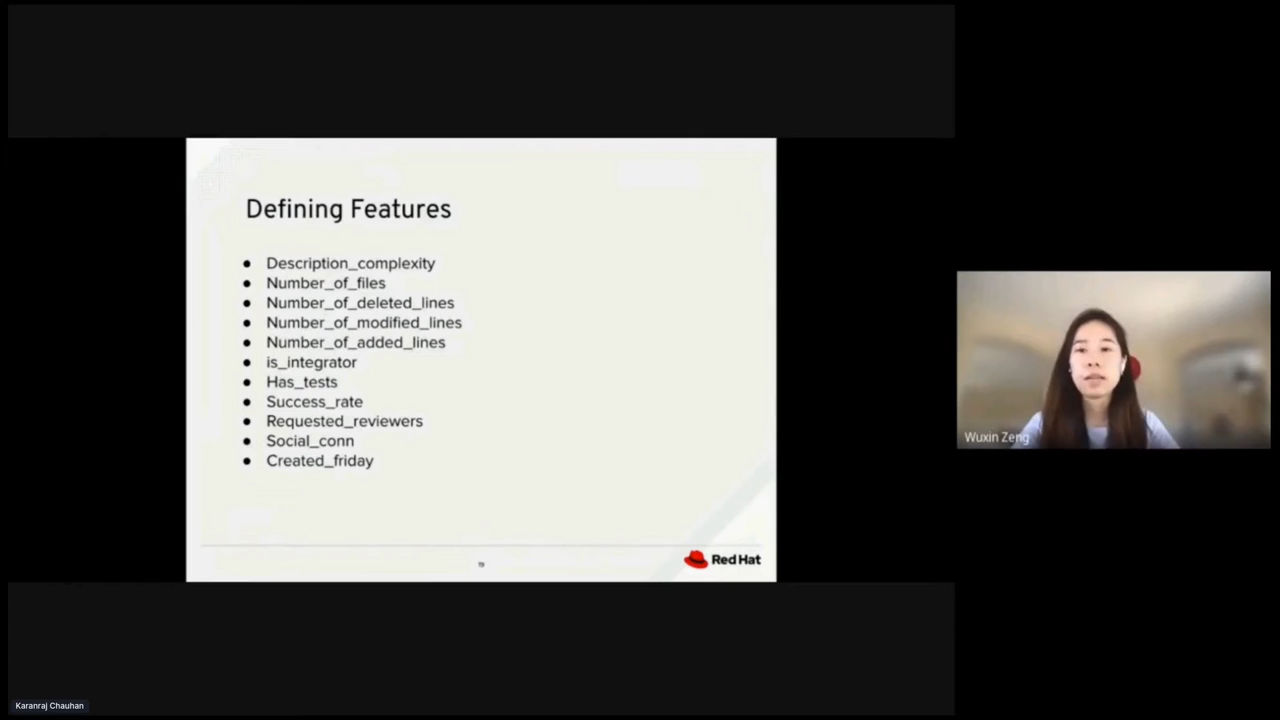 Defining Features
● Description_complexity
● Number_of_files
● Number_of_deleted_lines
● Number_of_modified_lines
● Number_of_added_lines
● is_integrator
● Has_tests
● Success_rate
● Requested_reviewers
● Social_conn
● Created_friday
Red Hat
Wuxin Zeng
Karanraj Chauhan